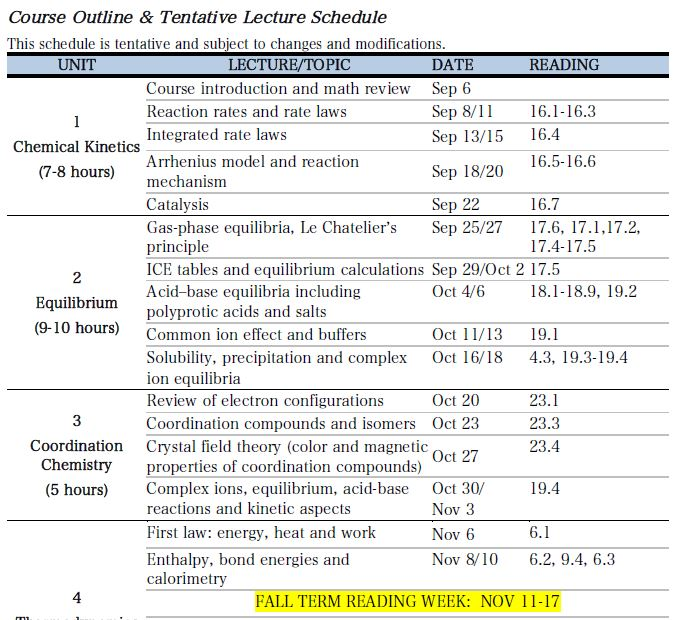 Course Outline & Tentative Lecture Schedule
This schedule is tentative and subject to changes and modifications.
UNIT LECTURE/TOPIC DATE READING
1
Chemical Kinetics
(7-8 hours)
Course introduction and math review Sep 6
Reaction rates and rate laws Sep 8/11 16.1-16.3
Integrated rate laws Sep 13/15 16.4
Arrhenius model and reaction
mechanism Sep 18/20 16.5-16.6
Catalysis Sep 22 16.7
2
Equilibrium
(9-10 hours)
Gas-phase equilibria, Le Chatelier's Sep 25/27 17.6, 17.1,17.2,
principle 17.4-17.5
ICE tables and equilibrium calculations Sep 29/Oct 2 17.5
Acid–base equilibria including Oct 4/6 18.1-18.9, 19.2
polyprotic acids and salts
Common ion effect and buffers Oct 11/13 19.1
Solubility, precipitation and complex Oct 16/18 4.3, 19.3-19.4
ion equilibria
3
Coordination
Chemistry
(5 hours)
Review of electron configurations Oct 20 23.1
Coordination compounds and isomers Oct 23 23.3
Crystal field theory (color and magnetic 23.4
properties of coordination compounds) Oct 27
Complex ions, equilibrium, acid-base Oct 30/ 19.4
reactions and kinetic aspects Nov 3
4
First law: energy, heat and work Nov 6 6.1
Enthalpy, bond energies and Nov 8/10 6.2, 9.4, 6.3
calorimetry
FALL TERM READING WEEK: NOV 11-17